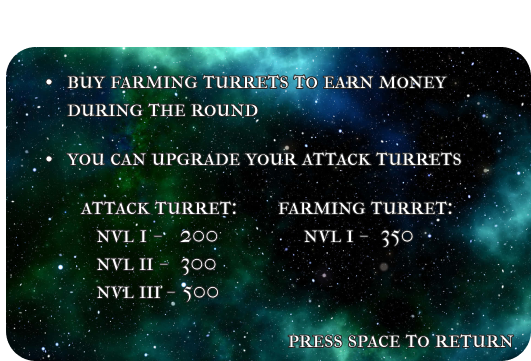 • BUY FARMING TURRETS TO EARN MONEY
DURING THE ROUND
• YOU CAN UPGRADE YOUR ATTACK TURRETS
ATTACK TURRET: FARMING TURRET:
NVL I - 200 NVL I - 350
NVL II - 300
NVL III - 500
PRESS SPACE TO RETURN